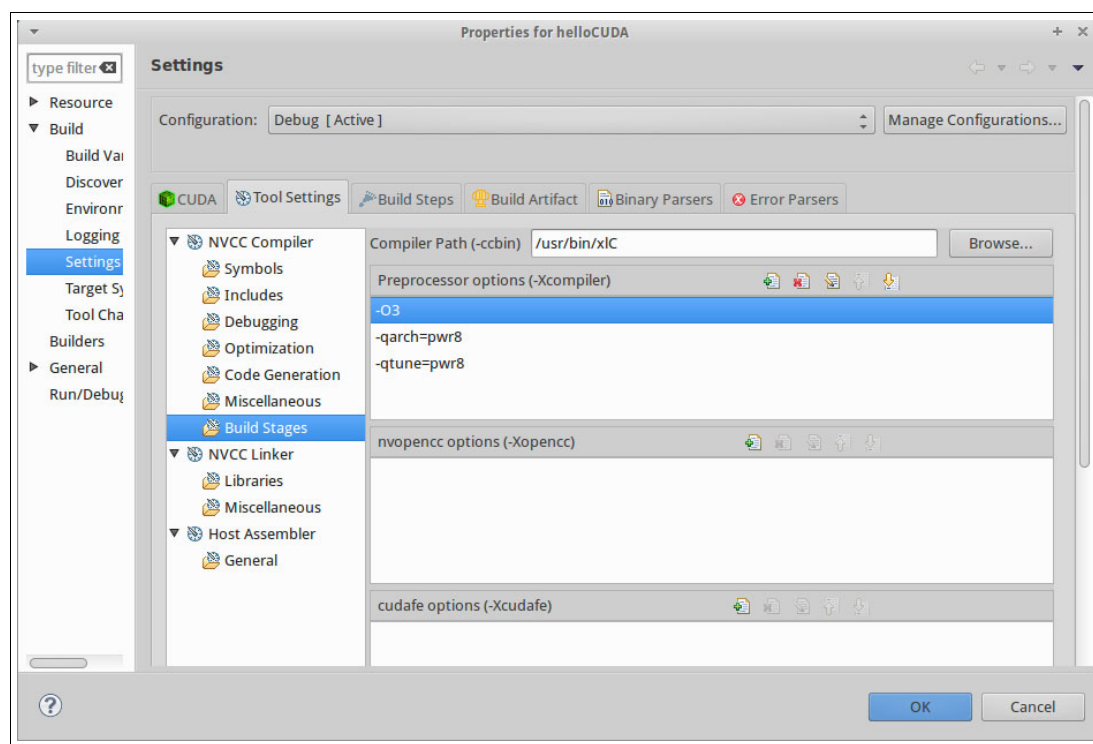 Properties for helloCUDA
type filter
Settings
Resource
Build
Build Var
Discover
Environr
Logging
Settings
Target Sy
Tool Cha
Builders
General
Run/Debug
Configuration: Debug [ Active ] Manage Configurations...
CUDA Tool Settings Build Steps Build Artifact Binary Parsers Error Parsers
NVCC Compiler
Symbols
Includes
Debugging
Optimization
Code Generation
Miscellaneous
Build Stages
NVCC Linker
Libraries
Miscellaneous
Host Assembler
General
Compiler Path (-ccbin) /usr/bin/xlC Browse...
Preprocessor options (-Xcompiler)
-O3
-qarch=pwr8
-qtune=pwr8
nvopencc options (-Xopencc)
cudafe options (-Xcudafe)
? OK Cancel